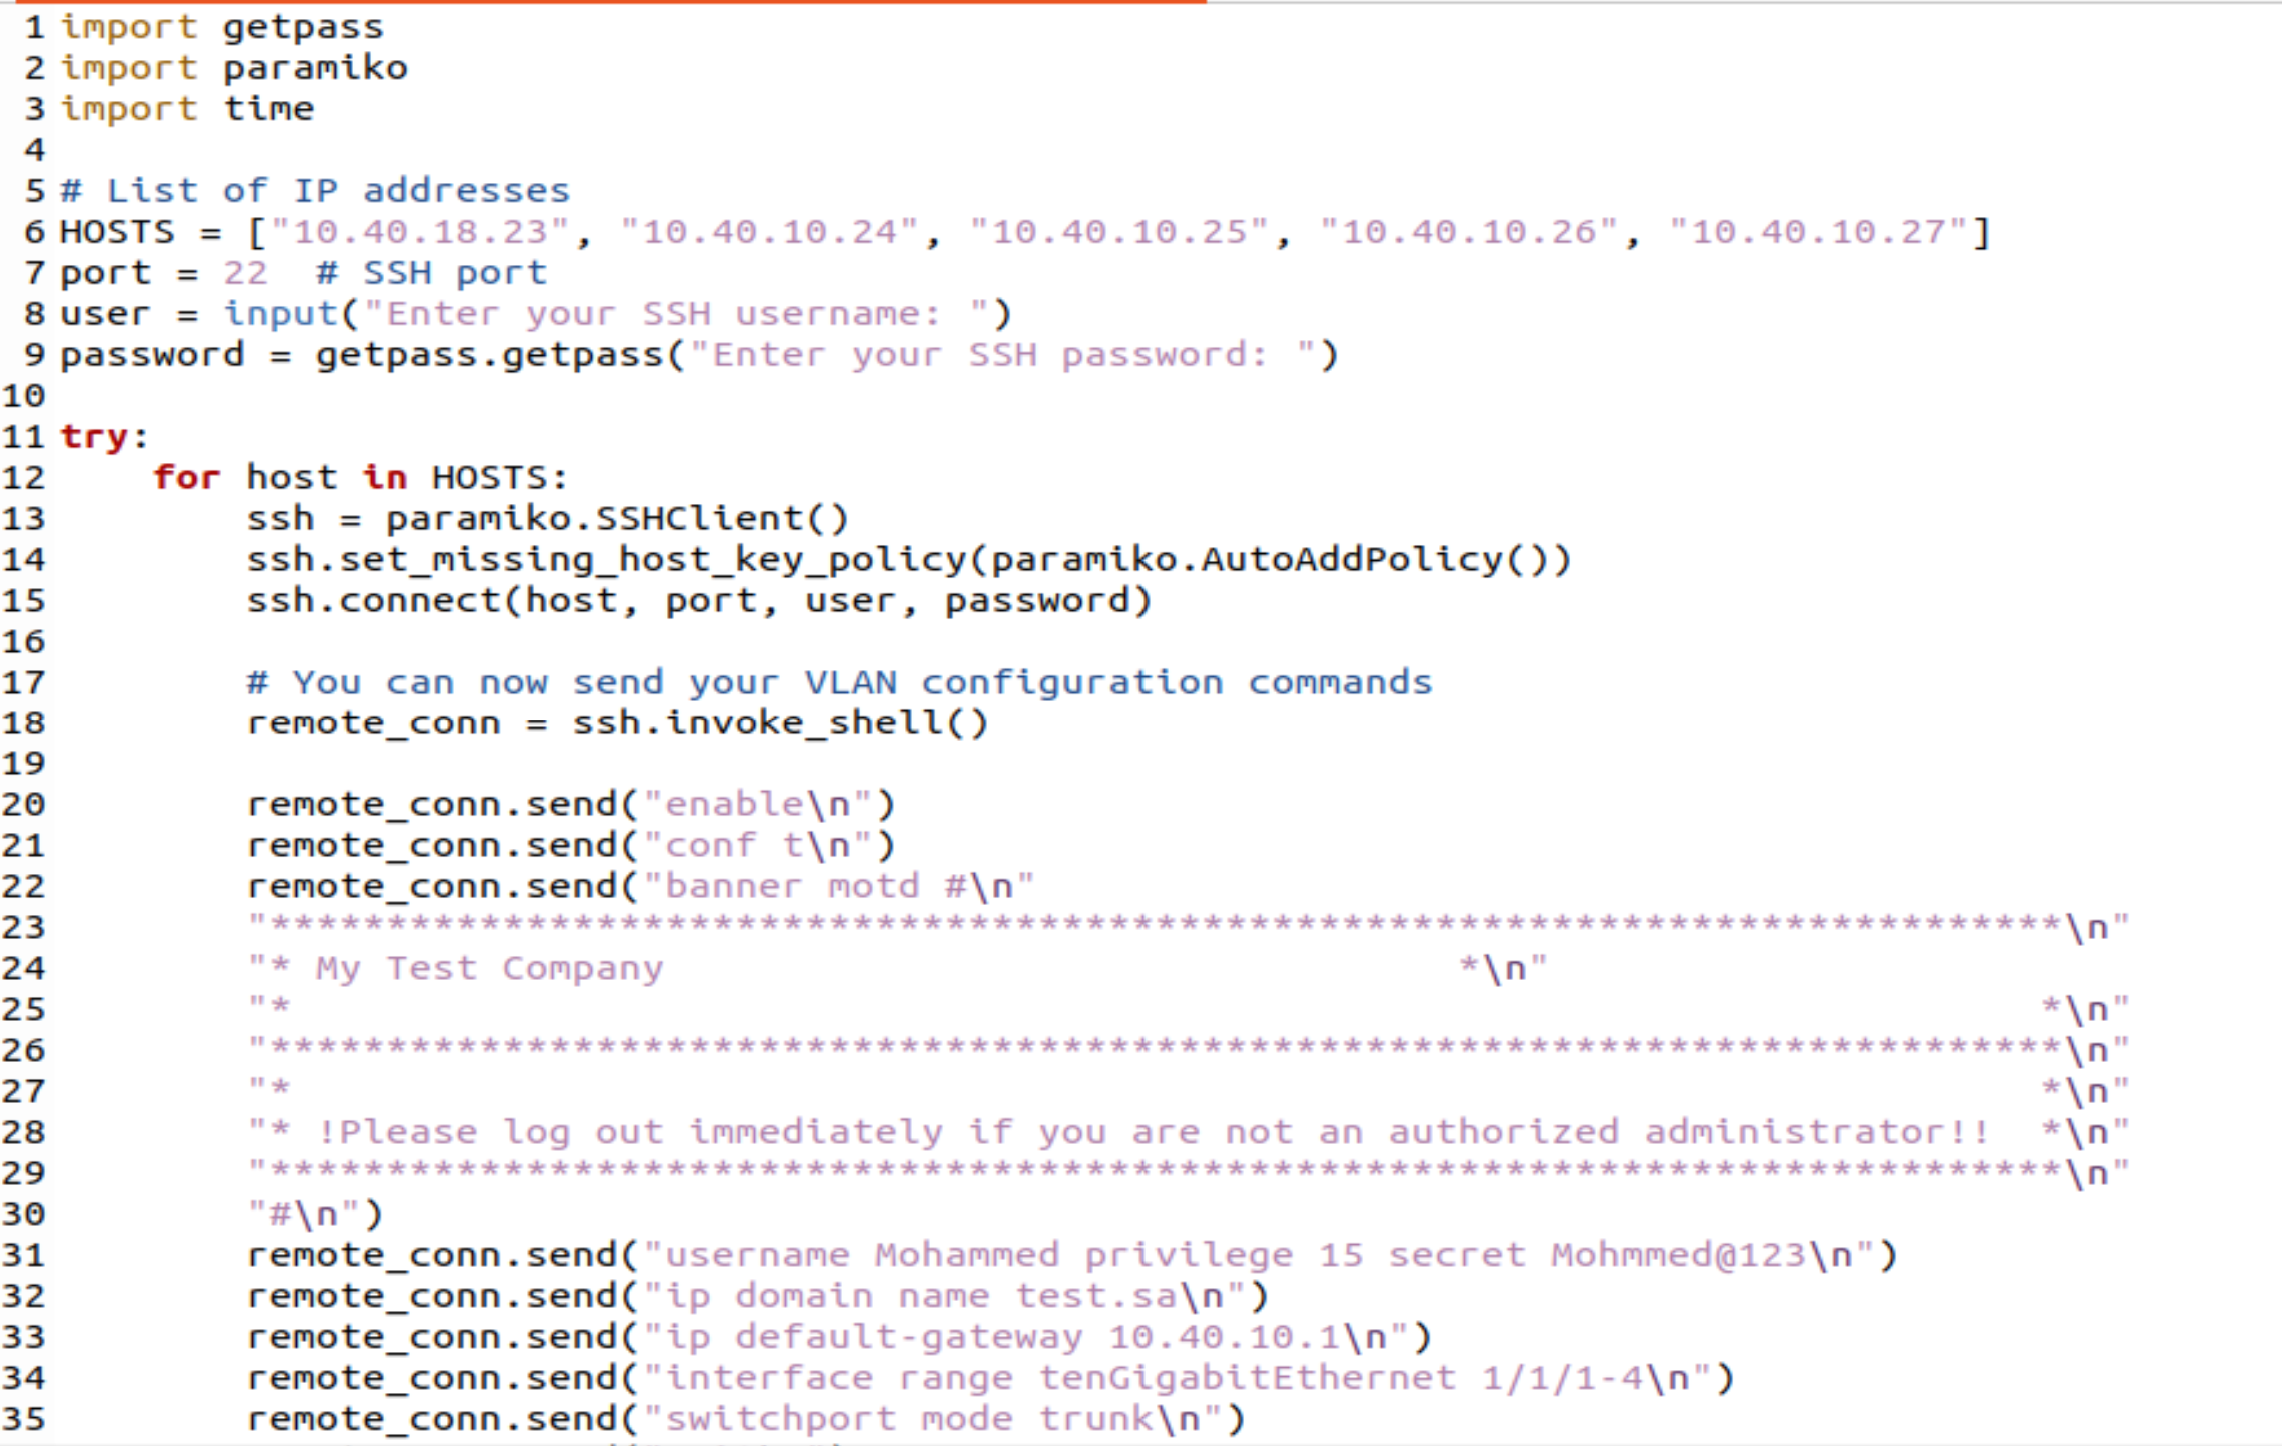 1 import getpass
2 import paramiko
3 import time
4
5 # List of IP addresses
6 HOSTS = ["10.40.18.23", "10.40.10.24", "10.40.10.25", "10.40.10.26", "10.40.10.27"]
7 port = 22  # SSH port
8 user = input("Enter your SSH username: ")
9 password = getpass.getpass("Enter your SSH password: ")
10
11 try:
12     for host in HOSTS:
13         ssh = paramiko.SSHClient()
14         ssh.set_missing_host_key_policy(paramiko.AutoAddPolicy())
15         ssh.connect(host, port, user, password)
16
17         # You can now send your VLAN configuration commands
18         remote_conn = ssh.invoke_shell()
19
20         remote_conn.send("enable\n")
21         remote_conn.send("conf t\n")
22         remote_conn.send("banner motd #\n"
23         "*****************************************************************************\n"
24         "* My Test Company                                  *\n"
25         "*                                                                           *\n"
26         "*****************************************************************************\n"
27         "*                                                                           *\n"
28         "* !Please log out immediately if you are not an authorized administrator!!  *\n"
29         "*****************************************************************************\n"
30         "#\n")
31         remote_conn.send("username Mohammed privilege 15 secret Mohmmed@123\n")
32         remote_conn.send("ip domain name test.sa\n")
33         remote_conn.send("ip default-gateway 10.40.10.1\n")
34         remote_conn.send("interface range tenGigabitEthernet 1/1/1-4\n")
35         remote_conn.send("switchport mode trunk\n")